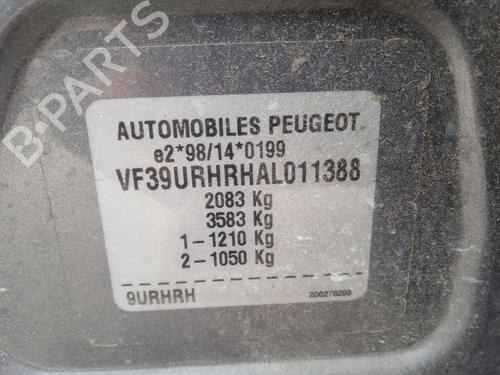 B-PARTS
AUTOMOBILES PEUGEOT
e2*98/14*0199
VF39URHRHAL011388
2083 Kg
3583 Kg
1-1210 Kg
2-1050 Kg
9URHRH